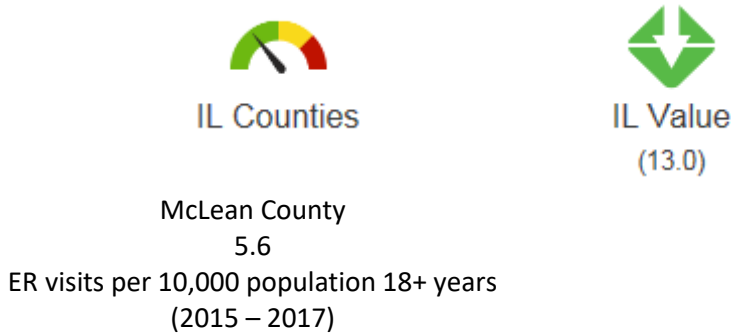 IL Counties
IL Value
(13.0)
McLean County
5.6
ER visits per 10,000 population 18+ years
(2015 – 2017)